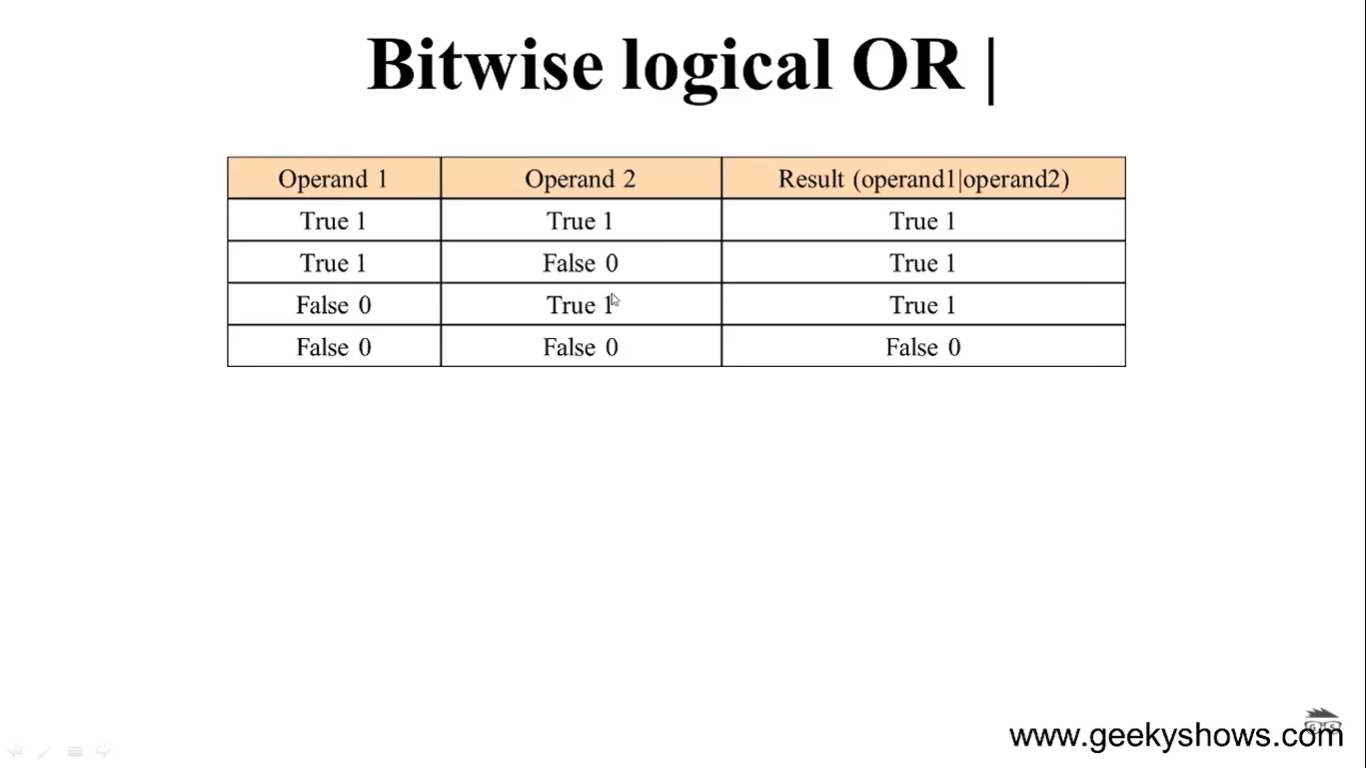 Bitwise logical OR |
Operand 1 Operand 2 Result (operand1|operand2)
True 1 True 1 True 1
True 1 False 0 True 1
False 0 True 1 True 1
False 0 False 0 False 0
www.geekyshows.com